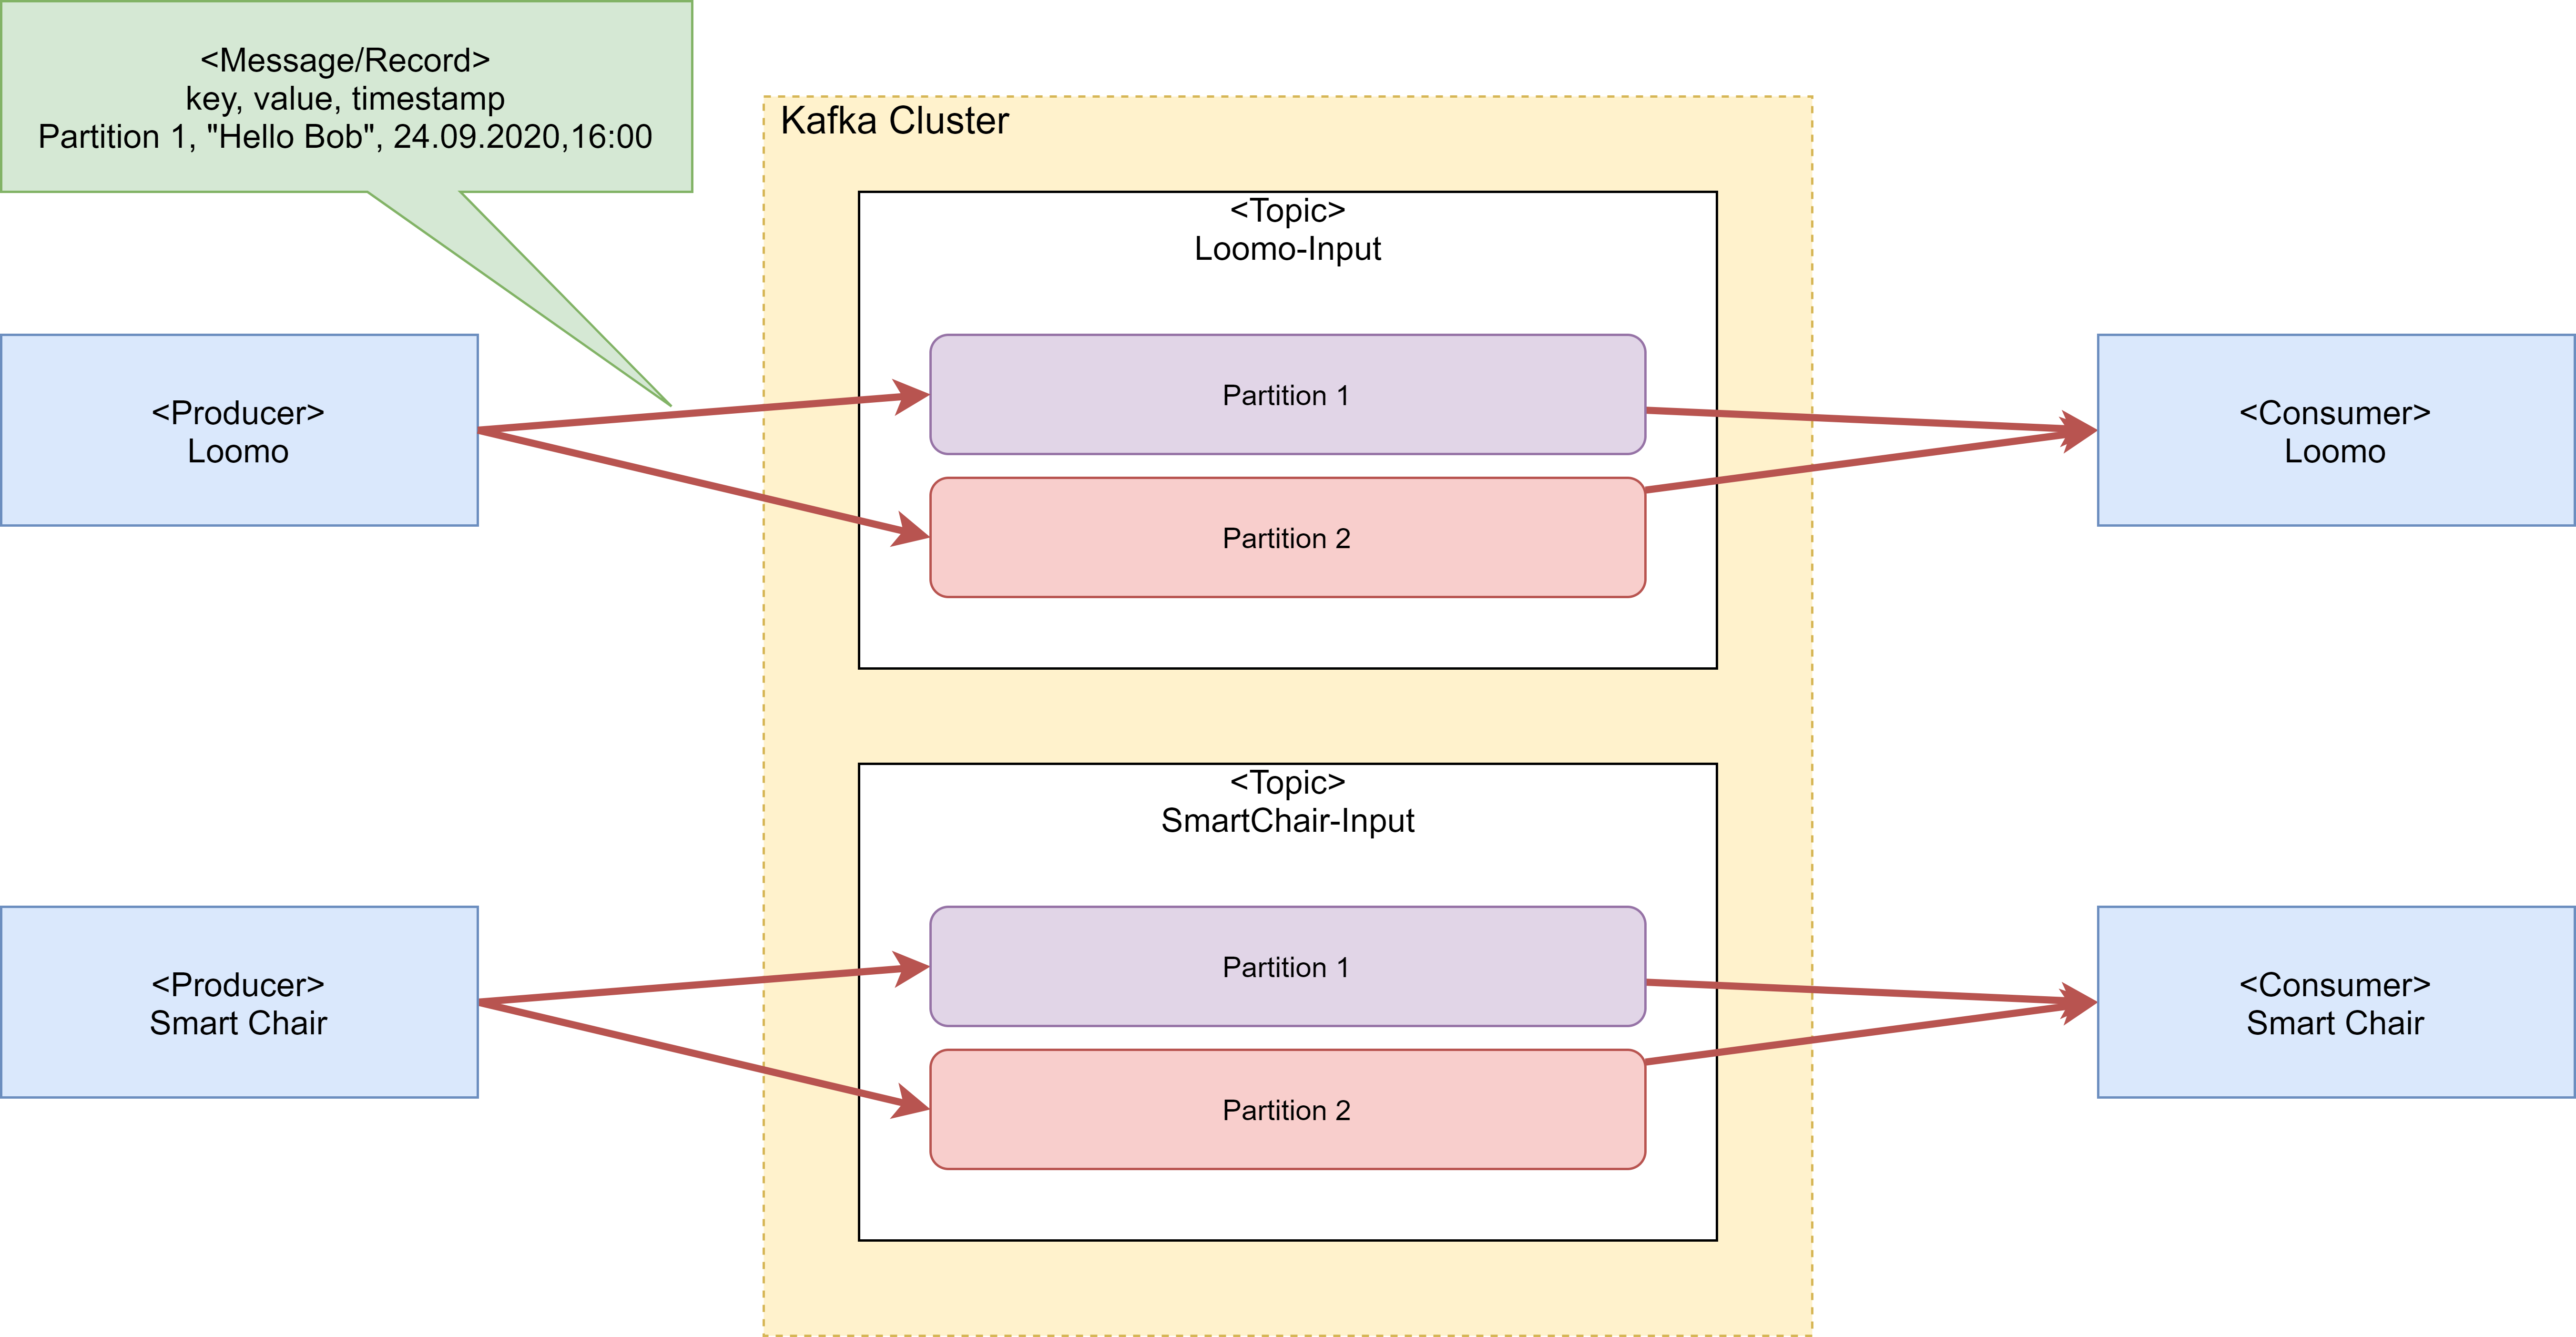 <Message/Record>
key, value, timestamp
Partition 1, "Hello Bob", 24.09.2020,16:00
Kafka Cluster
<Topic>
Loomo-Input
<Producer>
Loomo
Partition 1
Partition 2
<Consumer>
Loomo
<Topic>
SmartChair-Input
<Producer>
Smart Chair
Partition 1
Partition 2
<Consumer>
Smart Chair